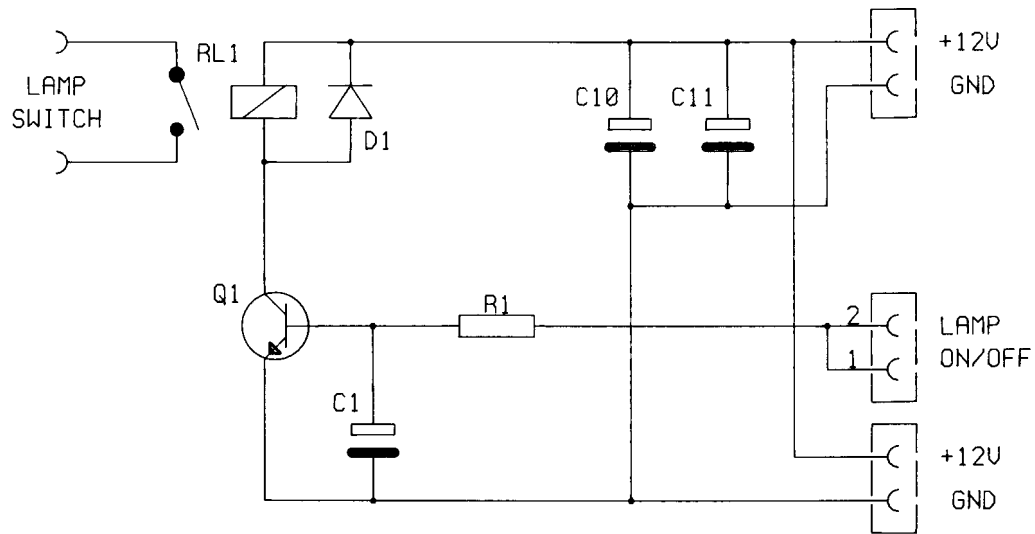 LAMP
SWITCH
RL1
D1
C10
C11
+12V
GND
Q1
R1
C1
2
1
LAMP
ON/OFF
+12V
GND